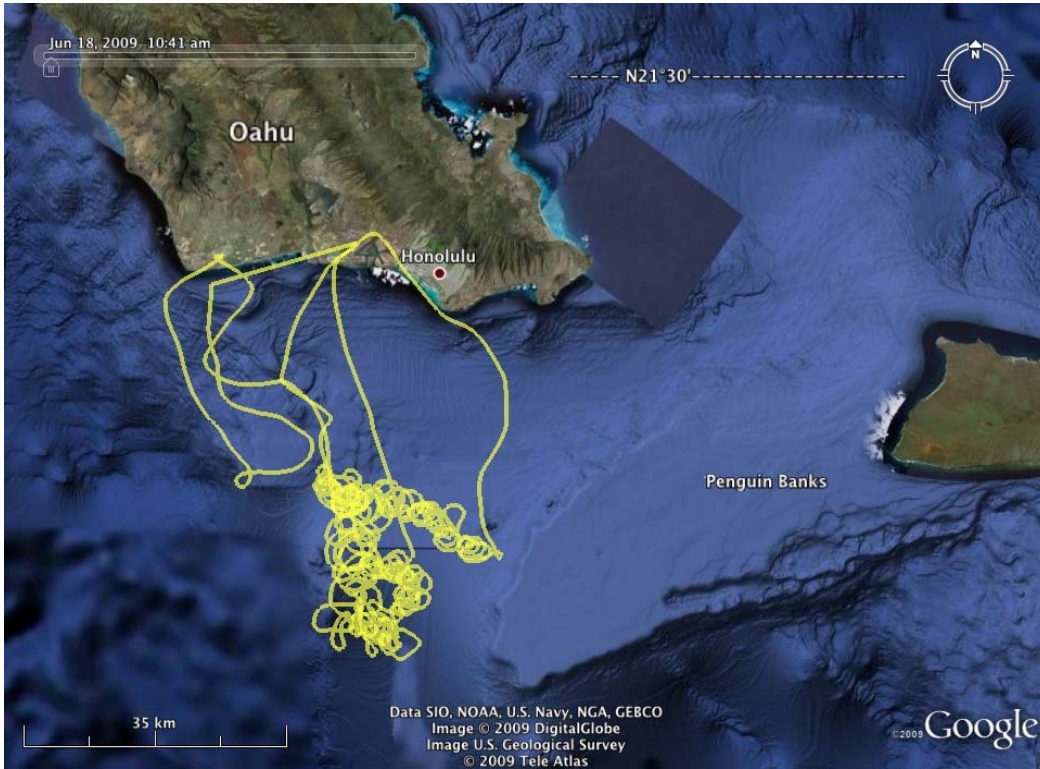 Jun 18, 2009  10:41 am
N21°30'
N
Oahu
Honolulu
Penguin Banks
35 km
Data SIO, NOAA, U.S. Navy, NGA, GEBCO
Image © 2009 DigitalGlobe
Image U.S. Geological Survey
© 2009 Tele Atlas
©2009 Google